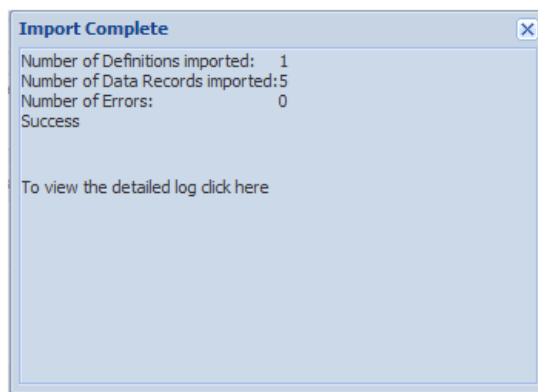 Import Complete
Number of Definitions imported: 1
Number of Data Records imported:5
Number of Errors: 0
Success
To view the detailed log click here